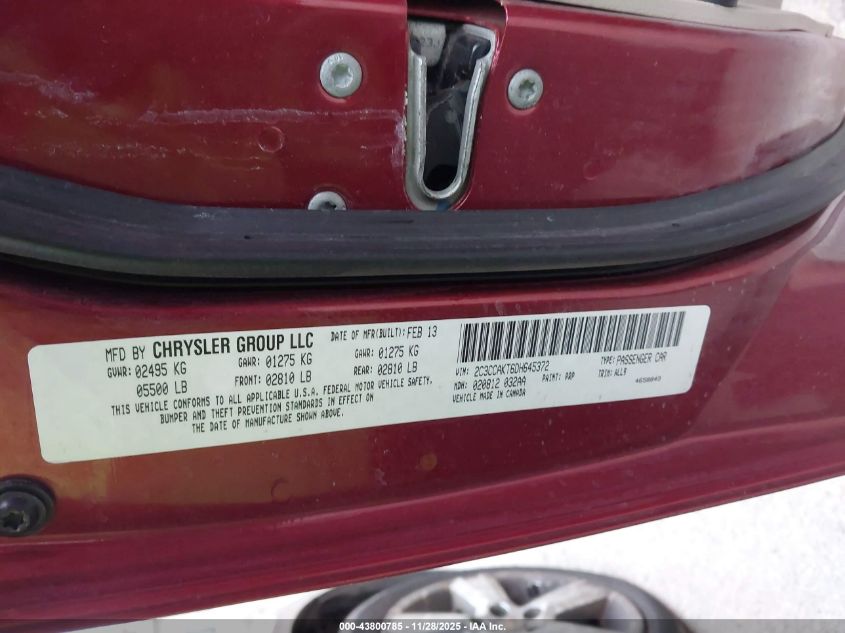 MFD BY CHRYSLER GROUP LLC DATE OF MFR(BUILT): FEB 13
GVWR: 02495 KG GAWR: 01275 KG GAWR: 01275 KG
05500 LB FRONT: 02810 LB REAR: 02810 LB
THIS VEHICLE CONFORMS TO ALL APPLICABLE U.S.A. FEDERAL MOTOR VEHICLE SAFETY,
BUMPER AND THEFT PREVENTION STANDARDS IN EFFECT ON
THE DATE OF MANUFACTURE SHOWN ABOVE.
VIN: 2C3CCAKT6DH645372 TYPE: PASSENGER CAR
MDH: 020812 032AA PAINT: PRP TRIM: ALL9
VEHICLE MADE IN CANADA 4658043
000-43800785 - 11/28/2025 - IAA Inc.